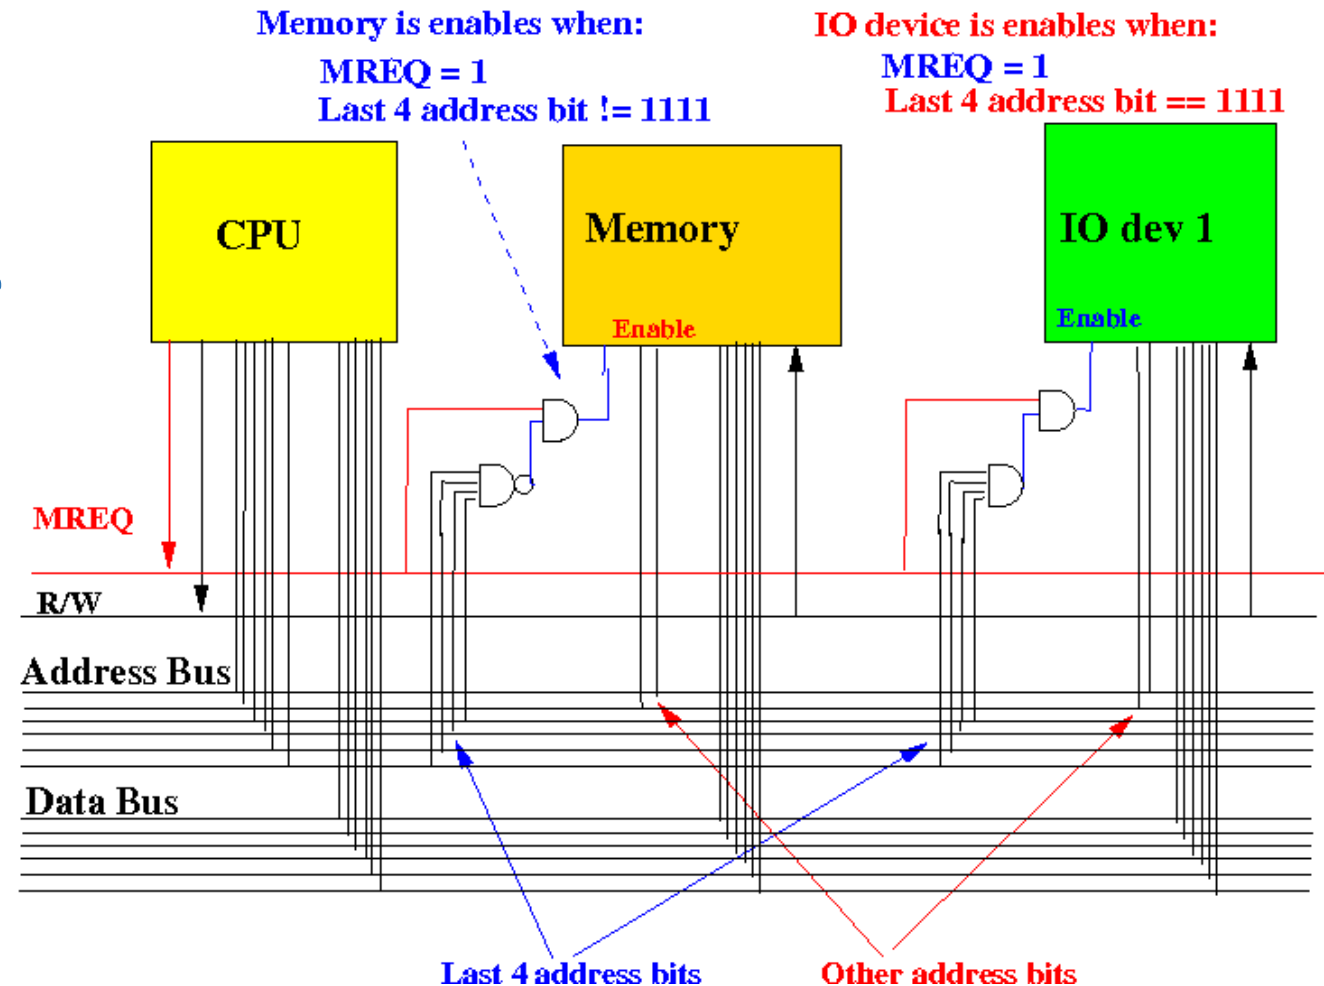 Memory is enables when:
MREQ = 1
Last 4 address bit != 1111
IO device is enables when:
MREQ = 1
Last 4 address bit == 1111
CPU
Memory
Enable
IO dev 1
Enable
MREQ
R/W
Address Bus
Data Bus
Last 4 address bits
Other address bits